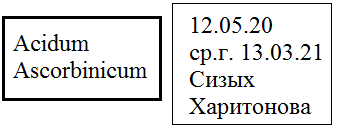 Acidum
Ascorbinicum
12.05.20
ср.г. 13.03.21
Сизых
Харитонова